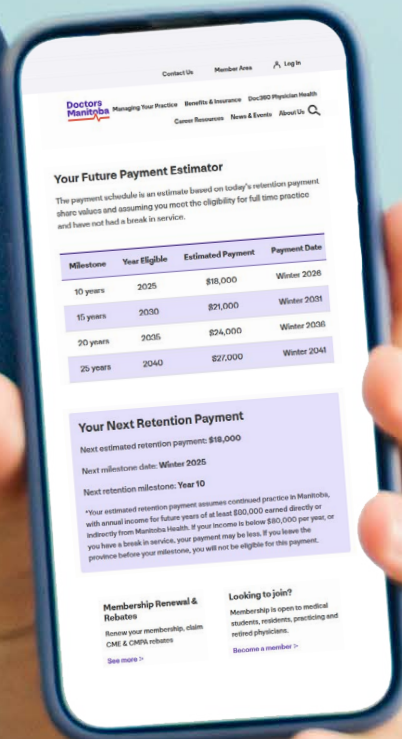 Contact Us Member Area Log In
Doctors
Manitoba
Managing Your Practice Benefits & Insurance Doc360 Physician Health
Career Resources News & Events About Us
Your Future Payment Estimator
The payment schedule is an estimate based on today's retention payment
share values and assuming you meet the eligibility for full time practice
and have not had a break in service.
Milestone Year Eligible Estimated Payment Payment Date
10 years 2025 $18,000 Winter 2026
15 years 2030 $21,000 Winter 2031
20 years 2035 $24,000 Winter 2036
25 years 2040 $27,000 Winter 2041
Your Next Retention Payment
Next estimated retention payment: $18,000
Next milestone date: Winter 2025
Next retention milestone: Year 10
*Your estimated retention payment assumes continued practice in Manitoba,
with annual income for future years of at least $80,000 earned directly or
indirectly from Manitoba Health. If your income is below $80,000 per year, or
you have a break in service, your payment may be less. If you leave the
province before your milestone, you will not be eligible for this payment.
Membership Renewal &
Rebates
Renew your membership, claim
CME & CMPA rebates
See more >
Looking to join?
Membership is open to medical
students, residents, practicing and
retired physicians.
Become a member >